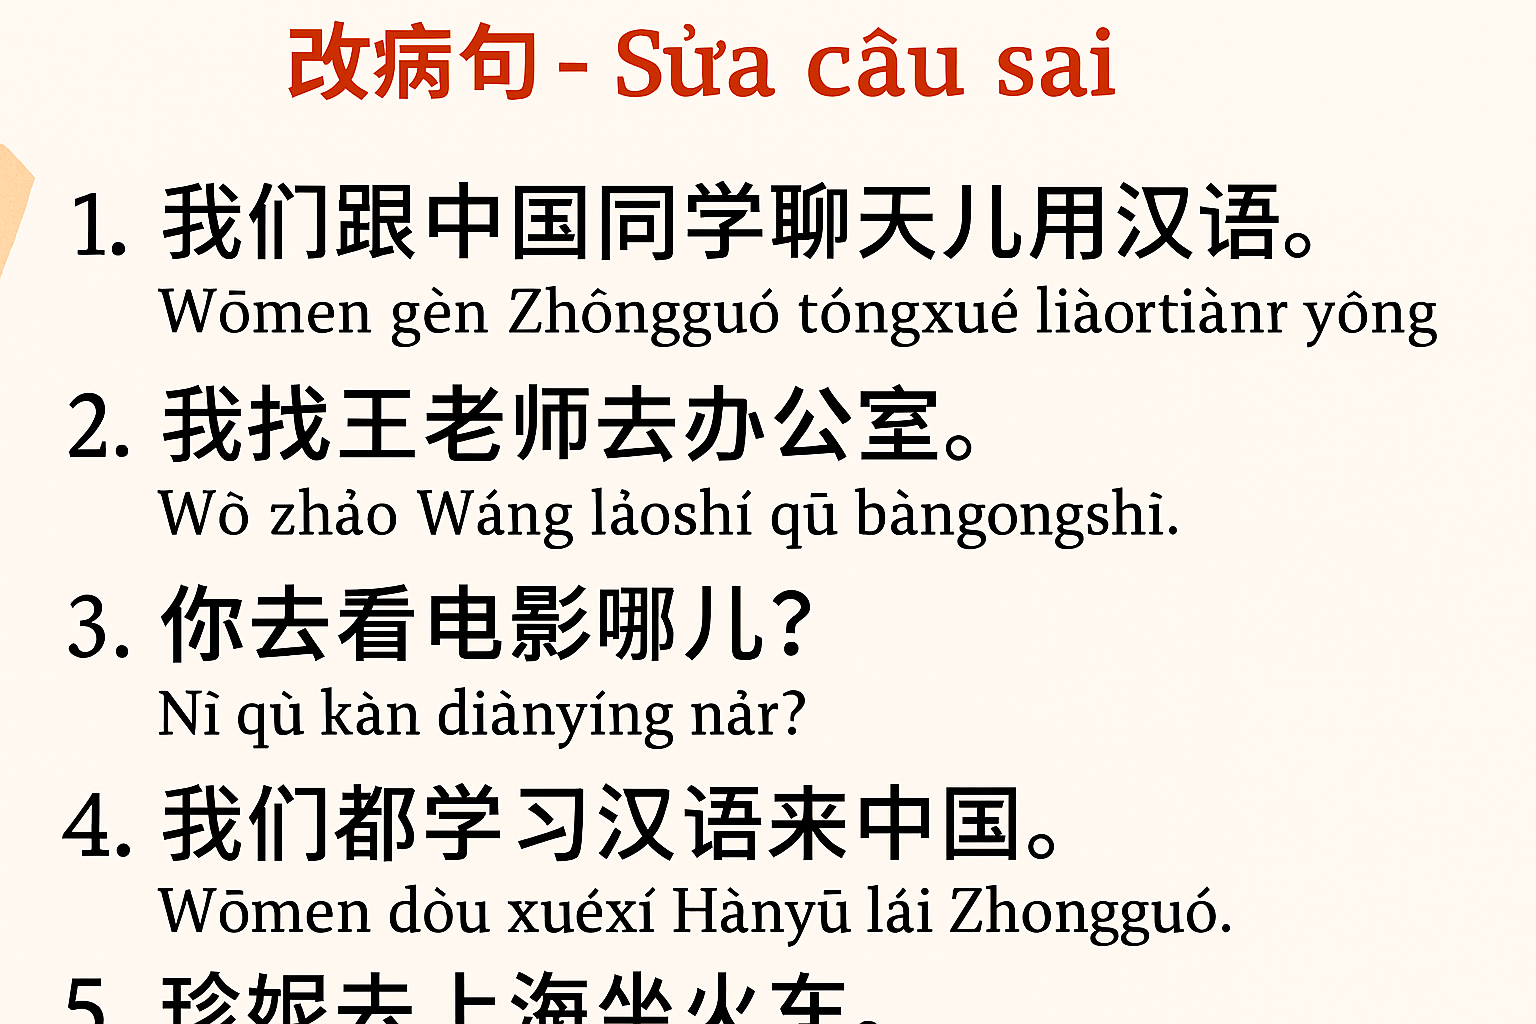 改病句 - Sửa câu sai
1. 我们跟中国同学聊天儿用汉语。
Wōmen gèn Zhôngguó tóngxué liàortiànr yông
2. 我找王老师去办公室。
Wò zhảo Wáng lảoshí qū bàngongshì.
3. 你去看电影哪儿？
Nì qù kàn diànyíng nảr?
4. 我们都学习汉语来中国。
Wōmen dòu xuéxí Hànyū lái Zhongguó.
5. 珍妮去上海坐火车。